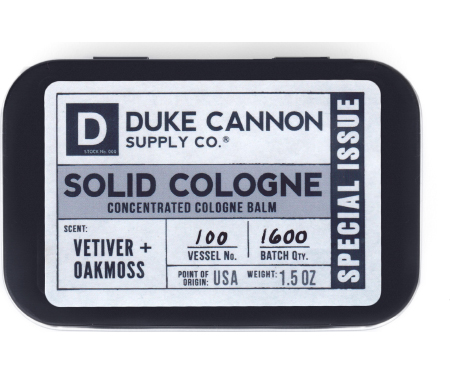 D
DUKE CANNON
SUPPLY CO.®
SOLID COLOGNE
CONCENTRATED COLOGNE BALM
SPECIAL ISSUE
SCENT:
VETIVER +
OAKMOSS
100
VESSEL No.
1600
BATCH QTY.
POINT OF
ORIGIN: USA
WEIGHT: 1.5 OZ